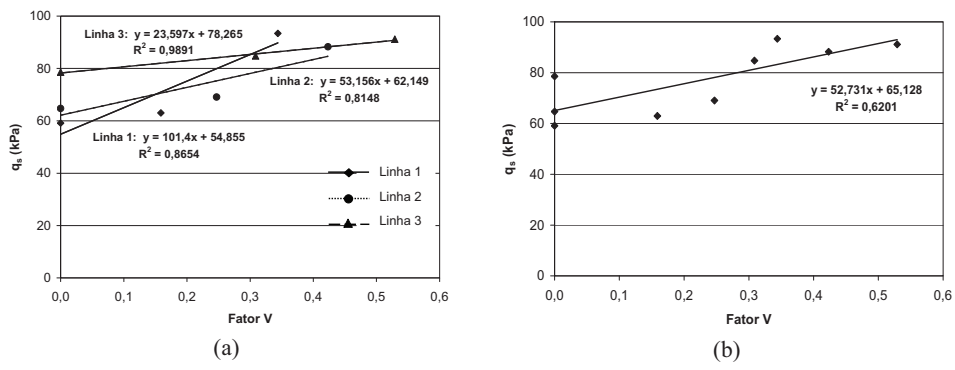 100
80
60
40
20
0
qs (kPa)
Linha 3: y = 23,597x + 78,265
R² = 0,9891
Linha 2: y = 53,156x + 62,149
R² = 0,8148
Linha 1: y = 101,4x + 54,855
R² = 0,8654
Linha 1
Linha 2
Linha 3
0,0 0,1 0,2 0,3 0,4 0,5 0,6
Fator V
(a)
100
80
60
40
20
0
qs (kPa)
y = 52,731x + 65,128
R² = 0,6201
0,0 0,1 0,2 0,3 0,4 0,5 0,6
Fator V
(b)